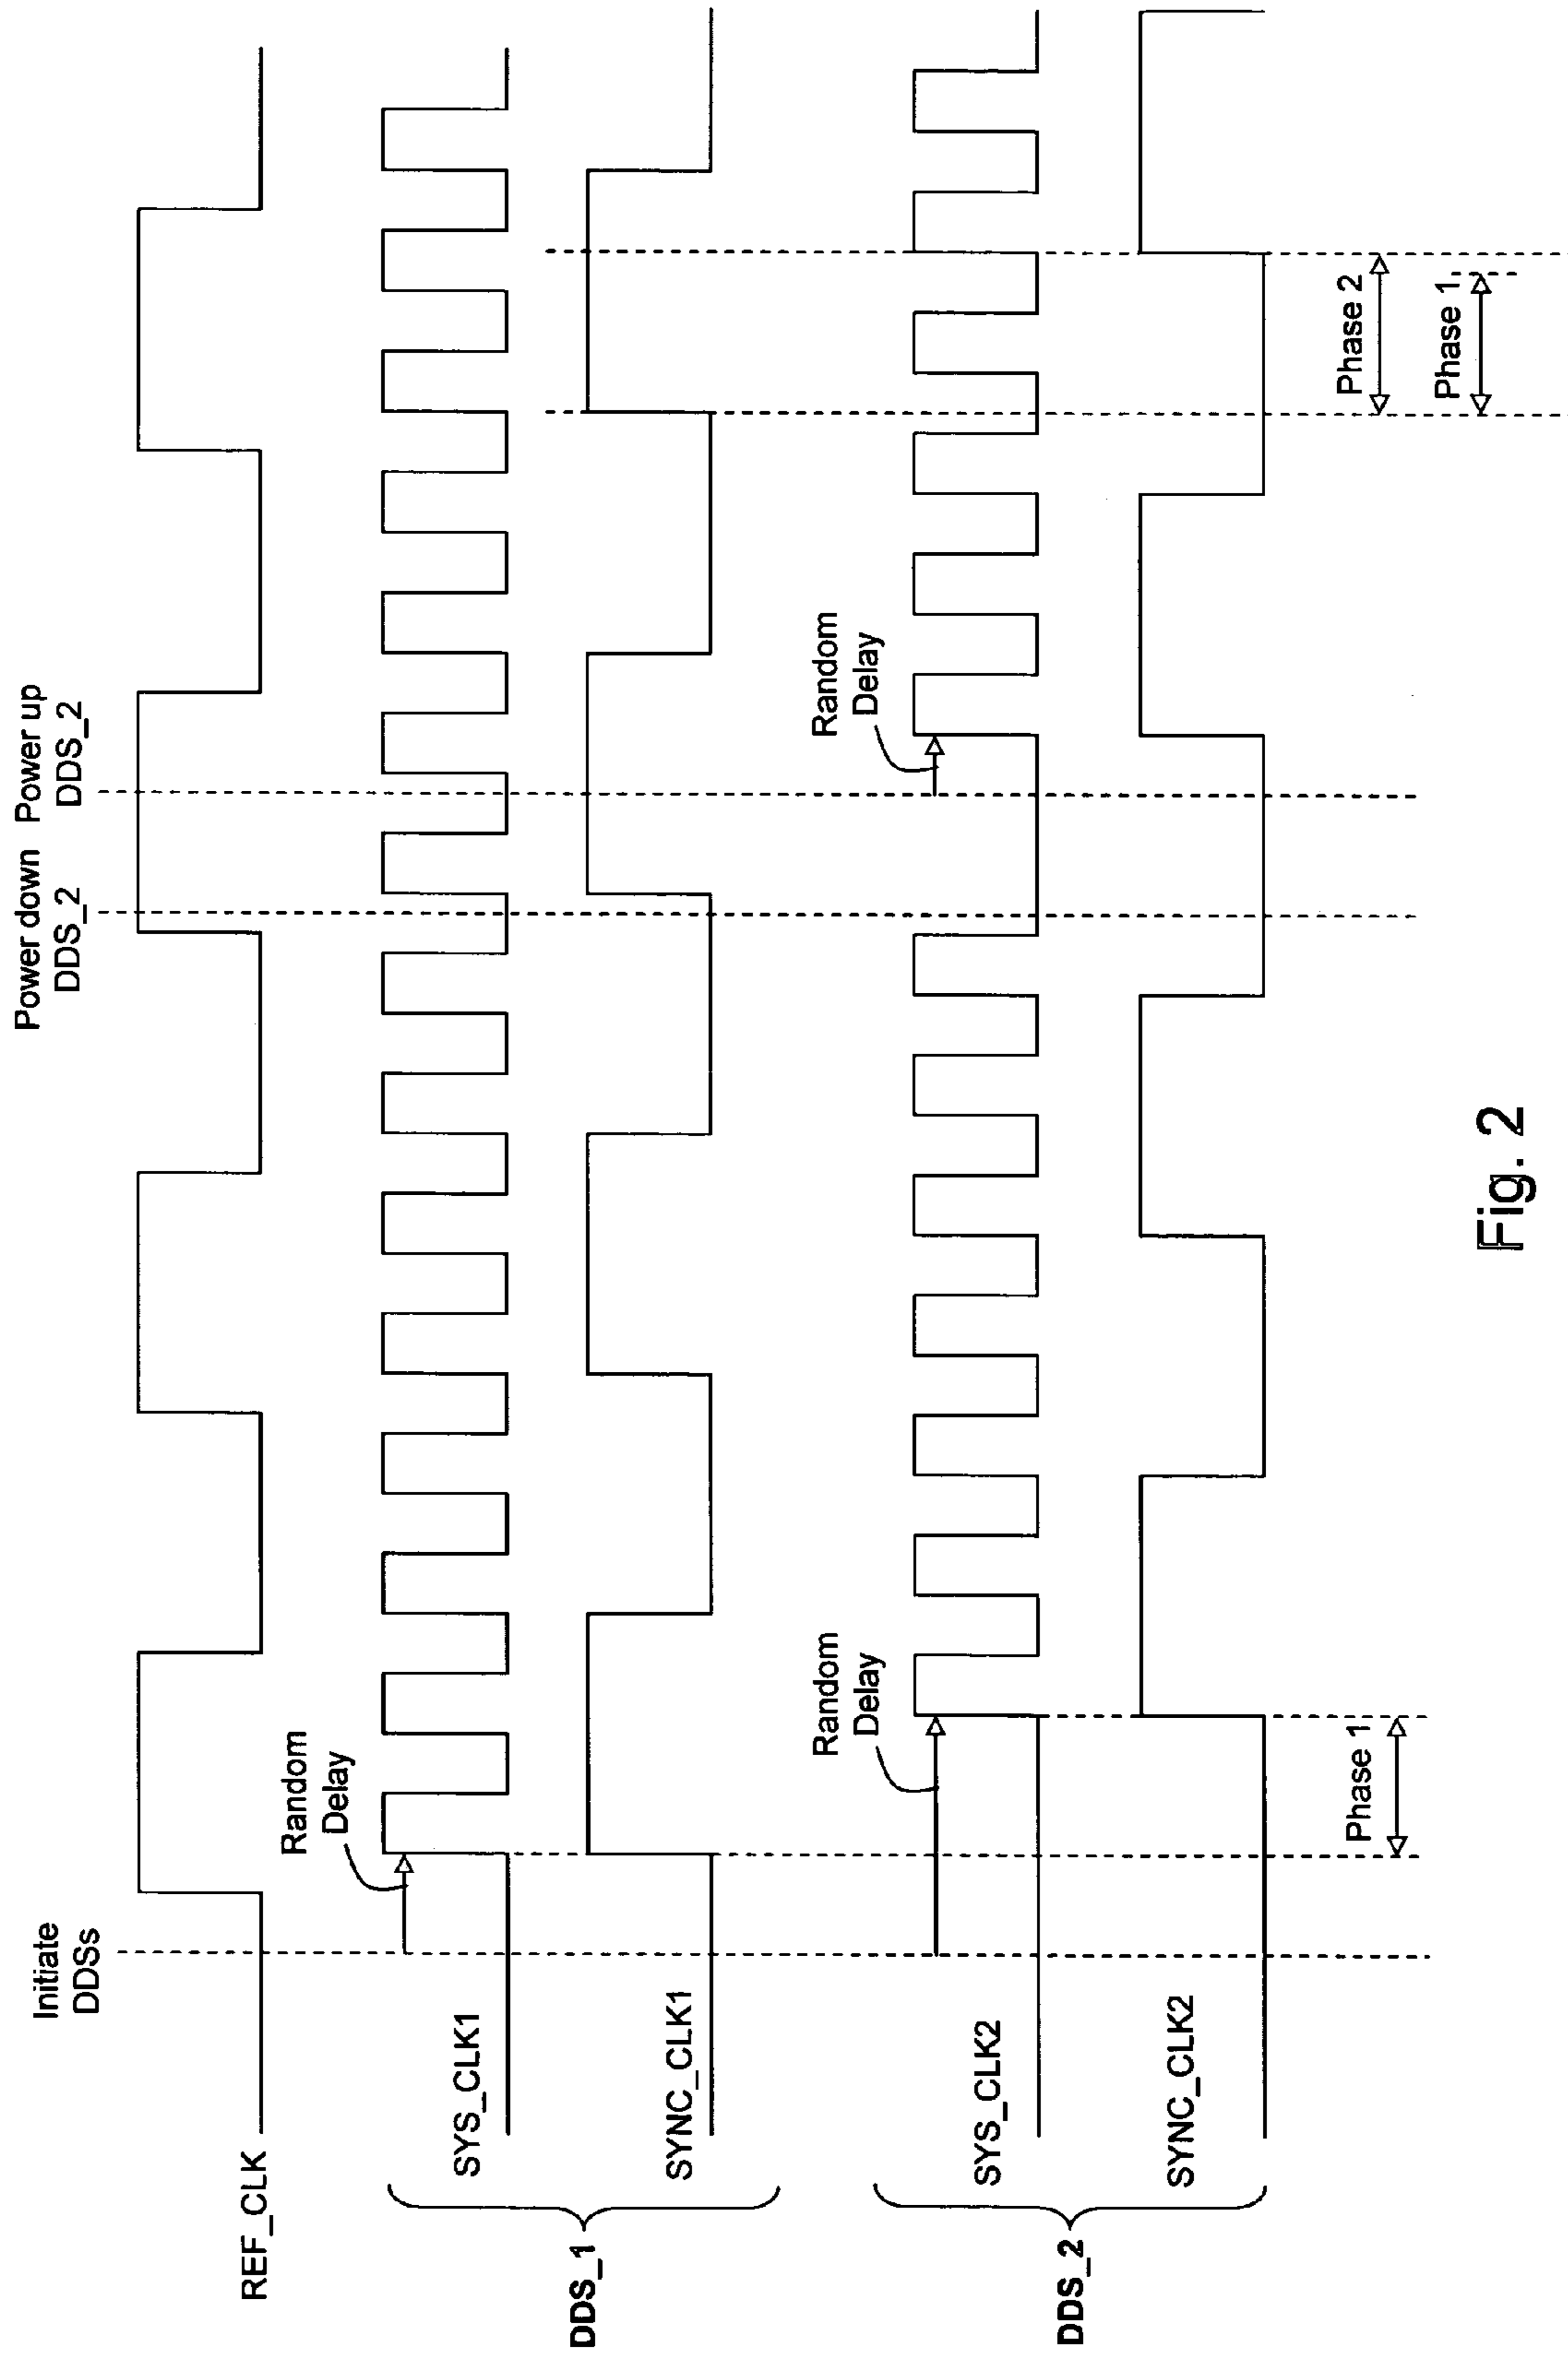 Initiate
DDSs
Power down
DDS_2
Power up
DDS_2
REF_CLK
Random
Delay
SYS_CLK1
DDS_1
SYNC_CLK1
Random
Delay
Random
Delay
SYS_CLK2
DDS_2
SYNC_CLK2
Phase 1
Phase 2
Phase 1
Fig. 2